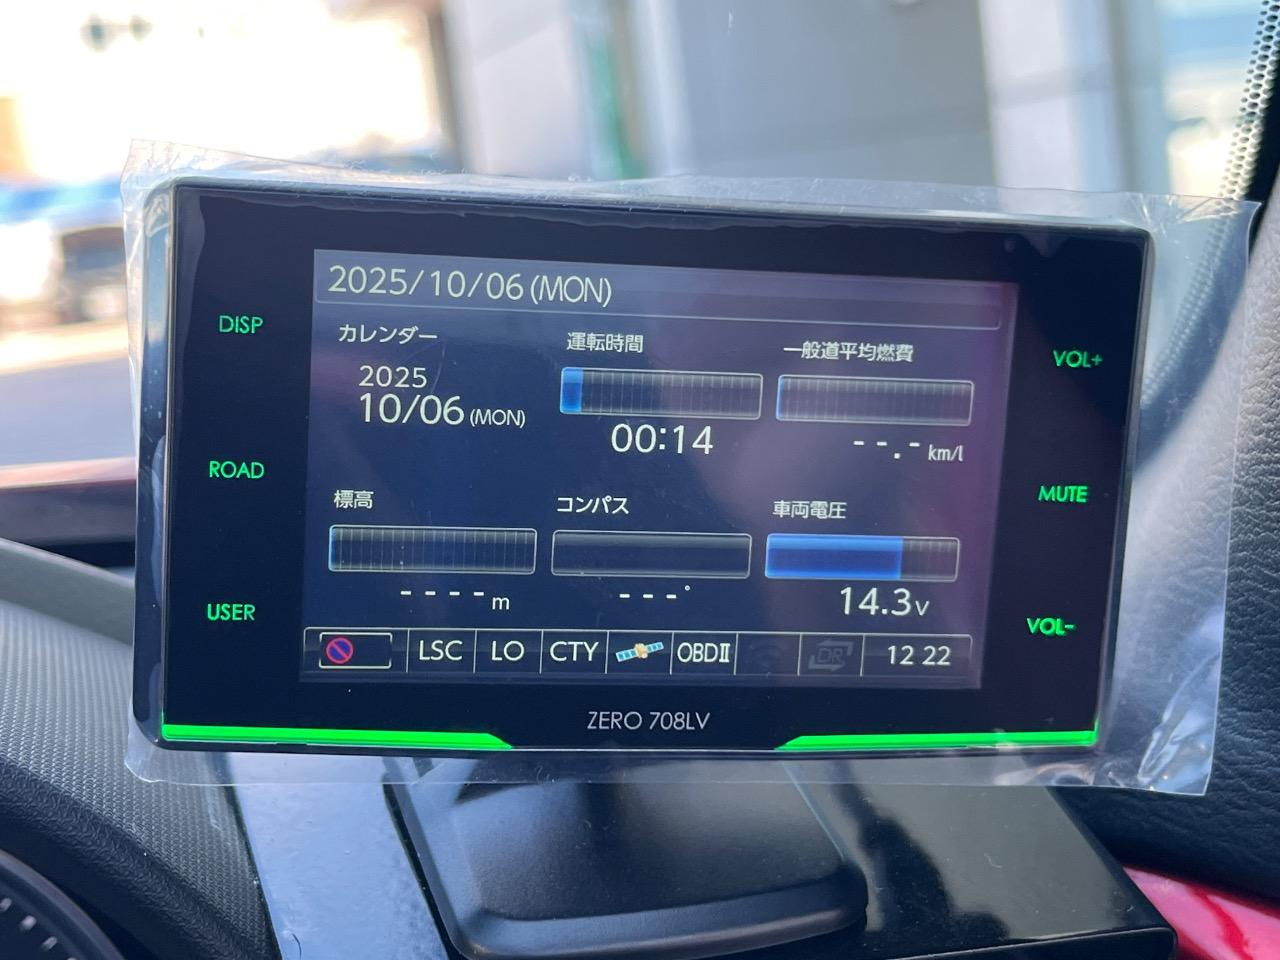 2025/10/06(MON)
DISP
カレンダー
2025
10/06(MON)
運転時間
00:14
一般道平均燃費
--.-km/l
VOL+
ROAD
標高
----m
コンパス
---°
車両電圧
14.3v
MUTE
USER
LSC LO CTY OBDⅡ DR 12 22
VOL-
ZERO 708LV